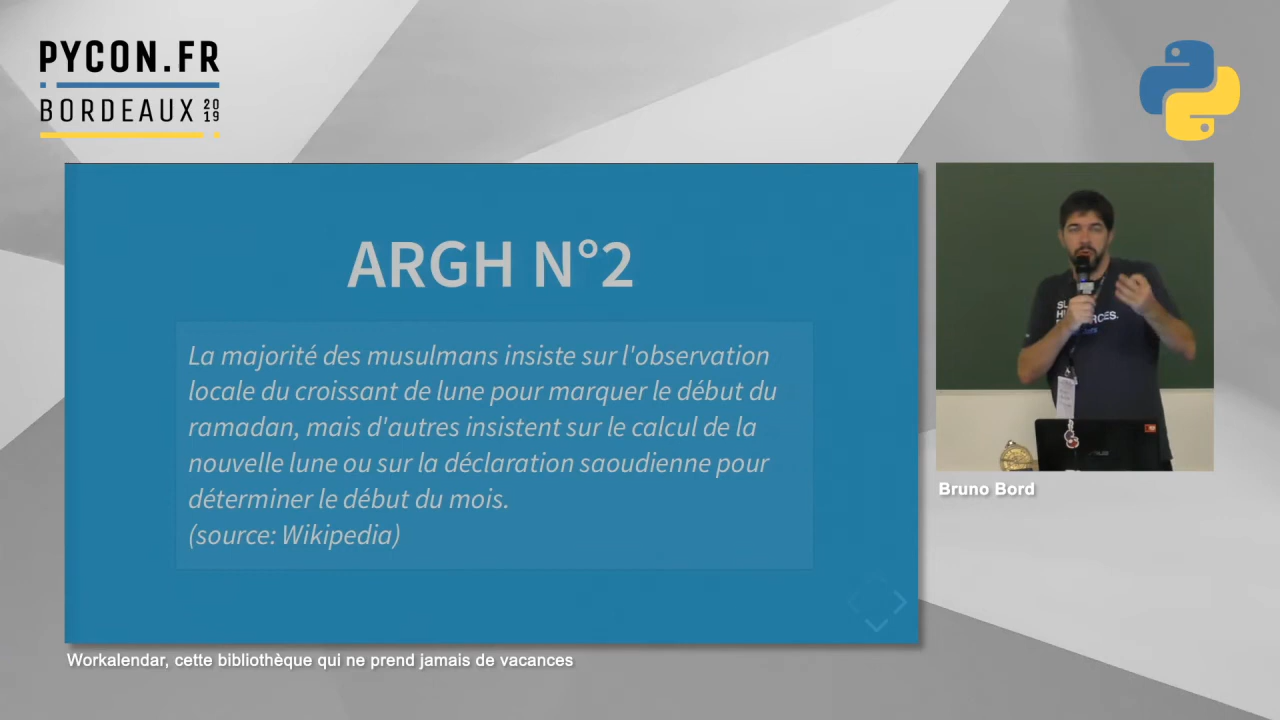 PYCON.FR
BORDEAUX 2019
ARGH N°2
La majorité des musulmans insiste sur l'observation
locale du croissant de lune pour marquer le début du
ramadan, mais d'autres insistent sur le calcul de la
nouvelle lune ou sur la déclaration saoudienne pour
déterminer le début du mois.
(source: Wikipedia)
Bruno Bord
Workalendar, cette bibliothèque qui ne prend jamais de vacances